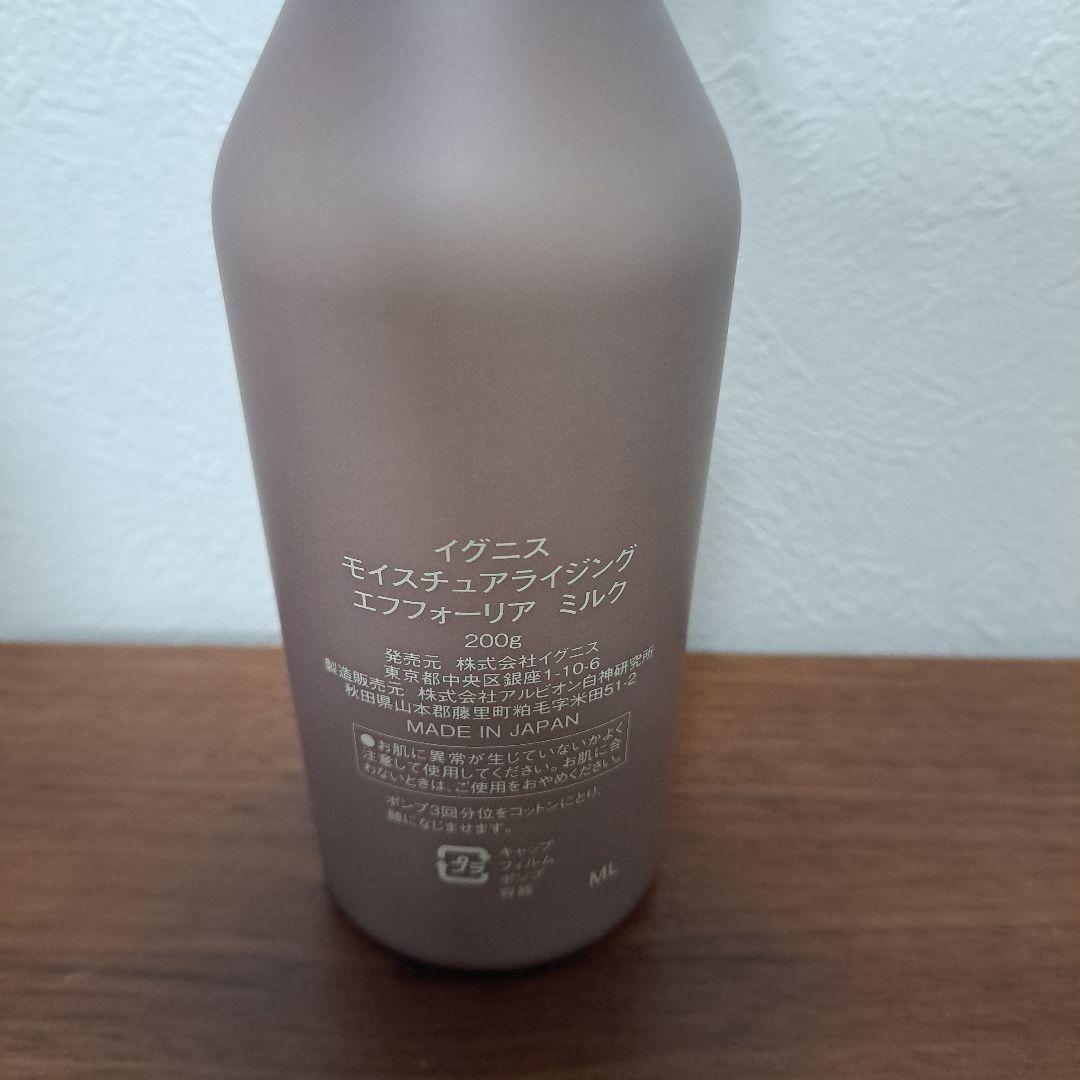 イグニス
モイスチュアライジング
エフフォーリア ミルク
200g
発売元 株式会社イグニス
東京都中央区銀座1-10-6
製造販売元 株式会社アルビオン白神研究所
秋田県山本郡藤里町粕毛字米田51-2
MADE IN JAPAN
●お肌に異常が生じていないかよく
注意して使用してください。お肌に合
わないときは、ご使用をおやめください。
ポンプ3回分位をコットンにとり、
顔になじませます。
プラ
キャップ
フィルム
ポンプ
容器
ML